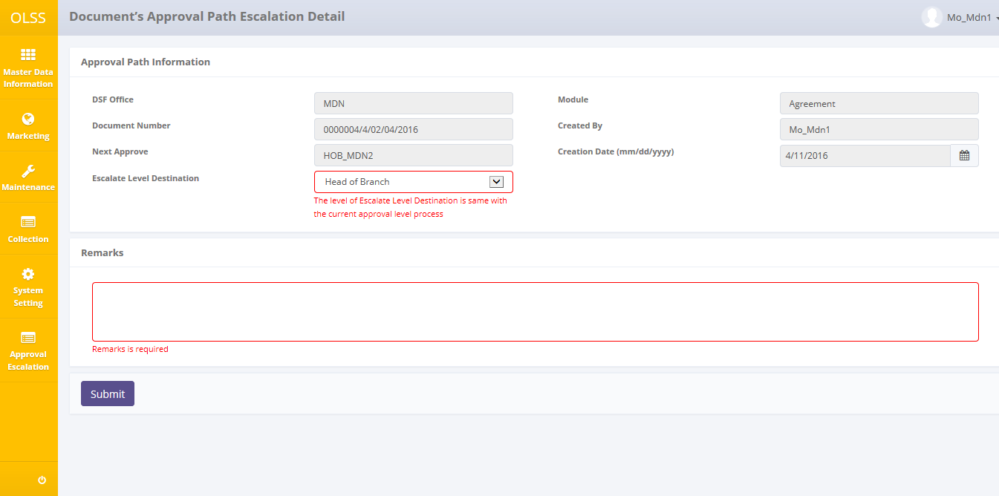 OLSS
Document's Approval Path Escalation Detail
Mo_Mdn1
Master Data
Information
Marketing
Maintenance
Collection
System
Setting
Approval
Escalation
Approval Path Information
DSF Office
MDN
Module
Agreement
Document Number
0000004/4/02/04/2016
Created By
Mo_Mdn1
Next Approve
HOB_MDN2
Creation Date (mm/dd/yyyy)
4/11/2016
Escalate Level Destination
Head of Branch
The level of Escalate Level Destination is same with
the current approval level process
Remarks
Remarks is required
Submit